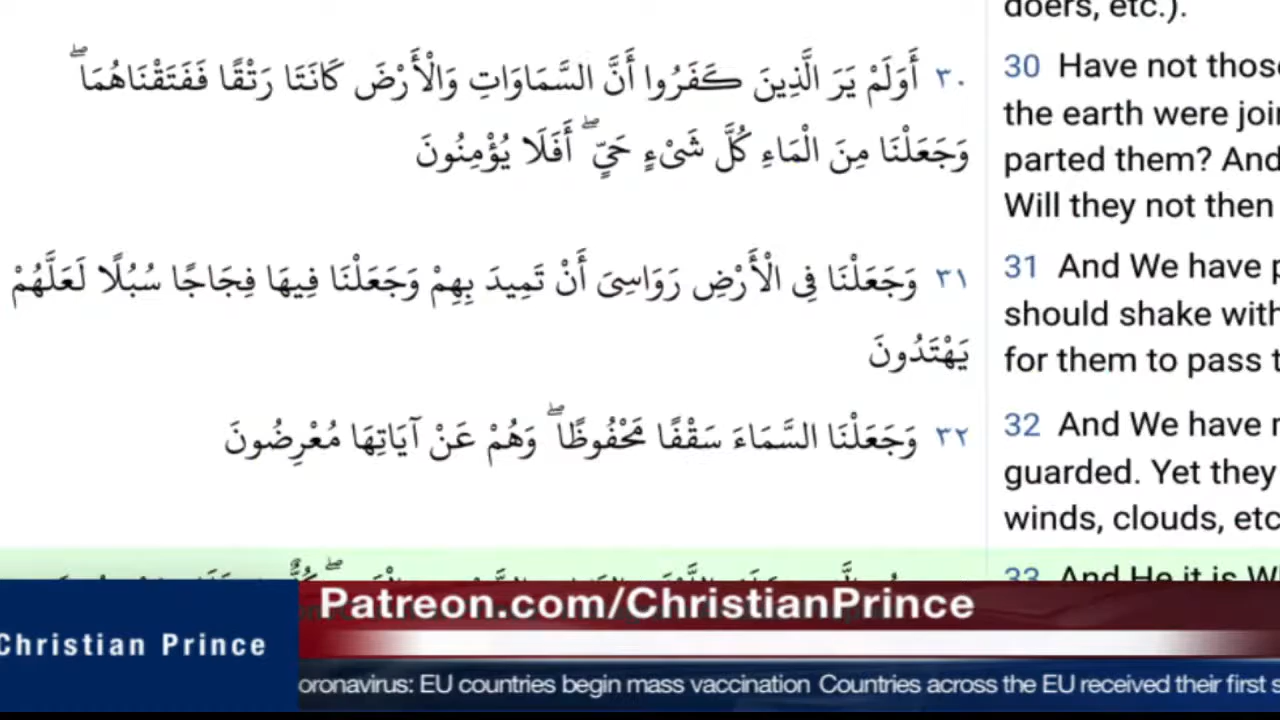 doers, etc.).
٣٠ أَوَلَمْ يَرَ الَّذِينَ كَفَرُوا أَنَّ السَّمَاوَاتِ وَالْأَرْضَ كَانَتَا رَتْقًا فَفَتَقْنَاهُمَا ۖ
وَجَعَلْنَا مِنَ الْمَاءِ كُلَّ شَىْءٍ حَىٍّ ۖ أَفَلَا يُؤْمِنُونَ
30 Have not those
the earth were joi
parted them? And
Will they not then
٣١ وَجَعَلْنَا فِى الْأَرْضِ رَوَاسِىَ أَنْ تَمِيدَ بِهِمْ وَجَعَلْنَا فِيهَا فِجَاجًا سُبُلًا لَعَلَّهُمْ
يَهْتَدُونَ
31 And We have p
should shake with
for them to pass t
٣٢ وَجَعَلْنَا السَّمَاءَ سَقْفًا مَحْفُوظًا ۖ وَهُمْ عَنْ آيَاتِهَا مُعْرِضُونَ
32 And We have
guarded. Yet they
winds, clouds, etc
33 And He it is W
Patreon.com/ChristianPrince
Christian Prince
oronavirus: EU countries begin mass vaccination Countries across the EU received their first s